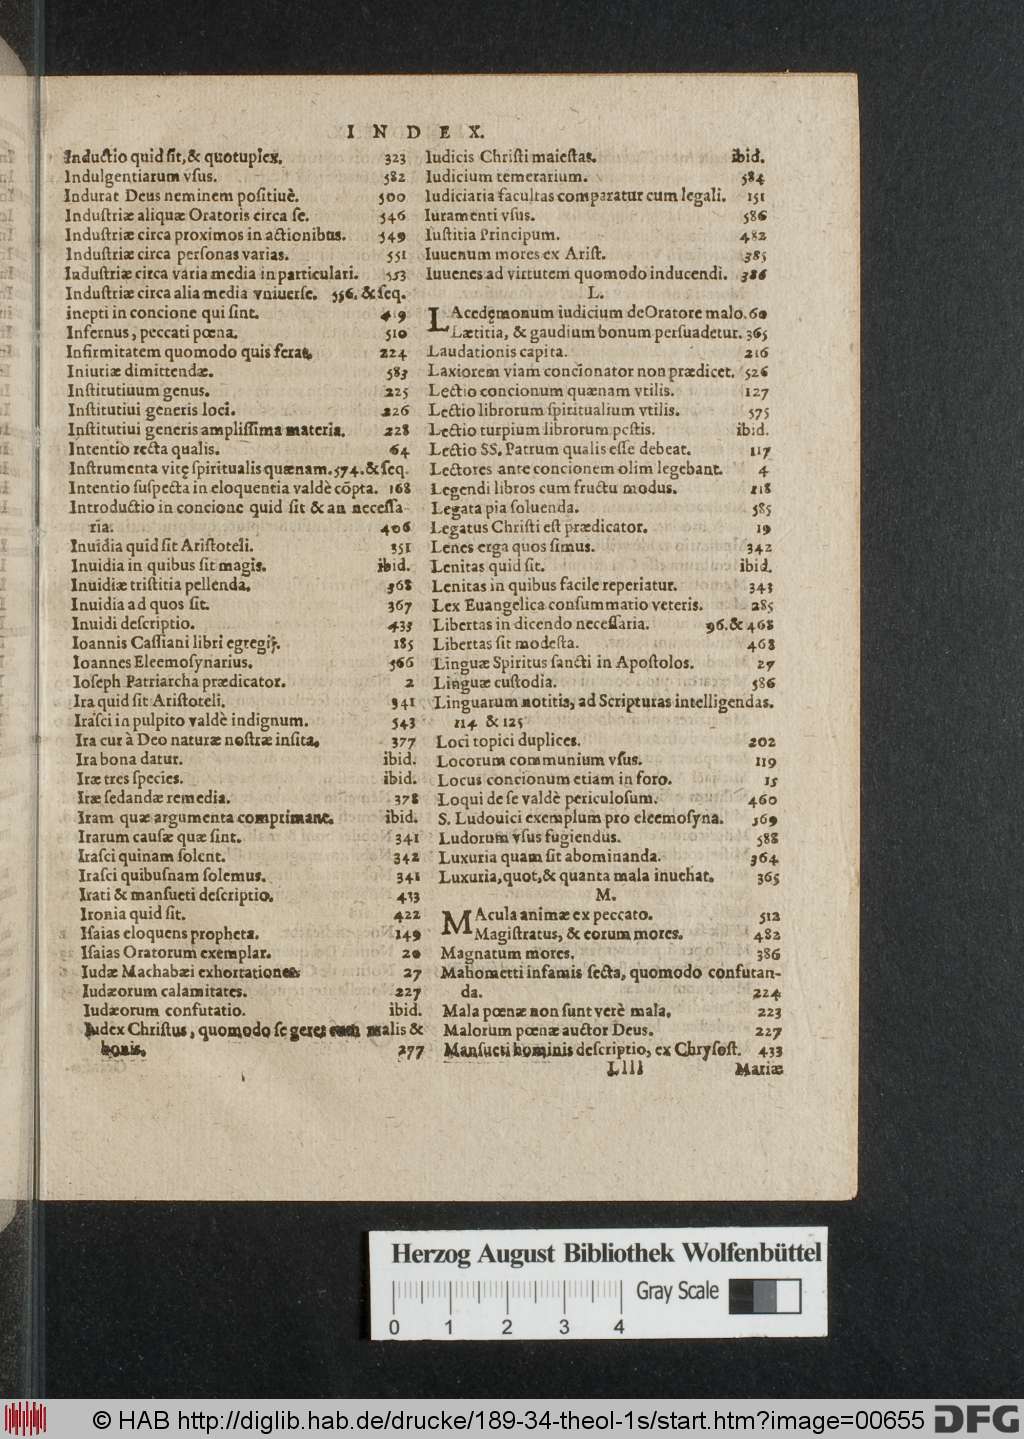 INDEX.
Inductio quid ſit, & quotuplex. 323
Indulgentiarum vſus. 582
Indurat Deus neminem poſitiuè. 500
Induſtriæ aliquæ Oratoris circa ſe. 546
Induſtriæ circa proximos in actionibus. 549
Induſtriæ circa perſonas varias. 551
Induſtriæ circa varia media in particulari. 553
Induſtriæ circa alia media vniuerſe. 556. & ſeq.
inepti in concione qui ſint. 419
Infernus, peccati pœna. 510
Infirmitatem quomodo quis ferat. 224
Iniuriæ dimittendæ. 583
Inſtitutiuum genus. 225
Inſtitutiui generis loci. 226
Inſtitutiui generis ampliſſima materia. 228
Intentio recta qualis. 64
Inſtrumenta vitę ſpiritualis quænam. 574. & ſeq.
Intentio ſuſpecta in eloquentia valdè cōpta. 168
Introductio in concione quid ſit & an neceſſa-
ria. 406
Inuidia quid ſit Ariſtoteli. 351
Inuidia in quibus ſit magis. ibid.
Inuidiæ triſtitia pellenda. 368
Inuidia ad quos ſit. 367
Inuidi deſcriptio. 433
Ioannis Caſſiani libri egregij. 185
Ioannes Eleemoſynarius. 566
Ioſeph Patriarcha prædicator. 2
Ira quid ſit Ariſtoteli. 341
Iraſci in pulpito valdè indignum. 543
Ira cur à Deo naturæ noſtræ inſita. 377
Ira bona datur. ibid.
Iræ tres ſpecies. ibid.
Iræ ſedandæ remedia. 378
Iram quæ argumenta comprimant. ibid.
Irarum cauſæ quæ ſint. 341
Iraſci quinam ſolent. 342
Iraſci quibuſnam ſolemus. 341
Irati & manſueti deſcriptio. 433
Ironia quid ſit. 422
Iſaias eloquens propheta. 149
Iſaias Oratorum exemplar. 20
Iudæ Machabæi exhortationes 27
Iudæorum calamitates. 227
Iudæorum confutatio. ibid.
Iudex Chriſtus, quomodo ſe geret cum malis &
bonis. 277
Iudicis Chriſti maieſtas. ibid.
Iudicium temerarium. 584
Iudiciaria facultas comparatur cum legali. 151
Iuramenti vſus. 586
Iuſtitia Principum. 482
Iuuenum mores ex Ariſt. 385
Iuuenes ad virtutem quomodo inducendi. 386
L.
LAcedęmonum iudicium de Oratore malo. 60
Lætitia, & gaudium bonum perſuadetur. 365
Laudationis capita. 216
Laxiorem viam concionator non prædicet. 526
Lectio concionum quænam vtilis. 127
Lectio librorum ſpiritualium vtilis. 575
Lectio turpium librorum peſtis. ibid.
Lectio SS. Patrum qualis eſſe debeat. 117
Lectores ante concionem olim legebant. 4
Legendi libros cum fructu modus. 118
Legata pia ſoluenda. 585
Legatus Chriſti eſt prædicator. 19
Lenes erga quos ſimus. 342
Lenitas quid ſit. ibid.
Lenitas in quibus facile reperiatur. 343
Lex Euangelica conſummatio veteris. 285
Libertas in dicendo neceſſaria. 96. & 468
Libertas ſit modeſta. 468
Linguæ Spiritus ſancti in Apoſtolos. 27
Linguæ cuſtodia. 586
Linguarum notitia, ad Scripturas intelligendas.
114 & 125
Loci topici duplices. 202
Locorum communium vſus. 119
Locus concionum etiam in foro. 15
Loqui de ſe valdè periculoſum. 460
S. Ludouici exemplum pro eleemoſyna. 569
Ludorum vſus fugiendus. 588
Luxuria quam ſit abominanda. 364
Luxuria, quot, & quanta mala inuehat. 365
M.
MAcula animæ ex peccato. 512
Magiſtratus, & eorum mores. 482
Magnatum mores. 386
Mahometti infamis ſecta, quomodo confutan-
da. 224
Mala pœnæ non ſunt verè mala. 223
Malorum pœnæ auctor Deus. 227
Manſueti hominis deſcriptio, ex Chryſoſt. 433
Llll Mariæ
Herzog August Bibliothek Wolfenbüttel
Gray Scale
0 1 2 3 4
© HAB http://diglib.hab.de/drucke/189-34-theol-1s/start.htm?image=00655 DFG